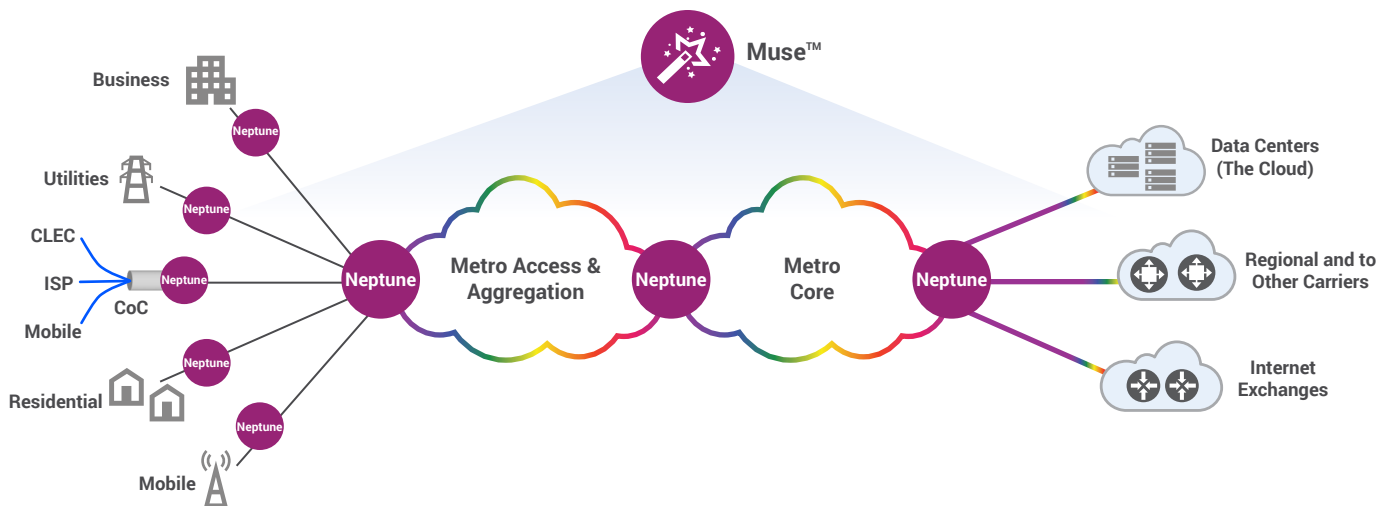 Muse™
Business
Neptune
Utilities
Neptune
CLEC
ISP
Mobile
CoC
Neptune
Residential
Neptune
Mobile
Neptune
Neptune
Metro Access &
Aggregation
Neptune
Metro
Core
Neptune
Data Centers
(The Cloud)
Regional and to
Other Carriers
Internet
Exchanges